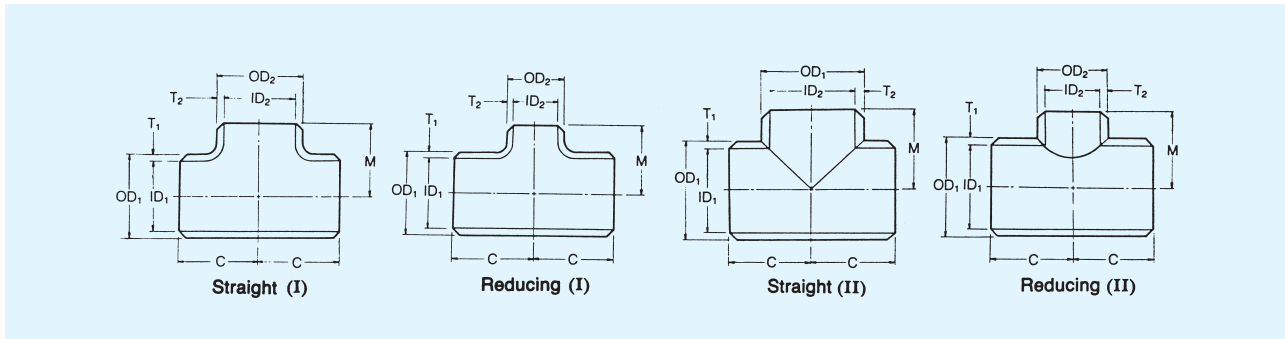 OD₂
T₂ ID₂
T₁
M
OD₁ ID₁
C C
Straight (I)
OD₂
T₂ ID₂
T₁
M
OD₁ ID₁
C C
Reducing (I)
OD₁
ID₂ T₂
T₁
M
OD₁ ID₁
C C
Straight (II)
OD₂
ID₂ T₂
T₁
M
OD₁ ID₁
C C
Reducing (II)